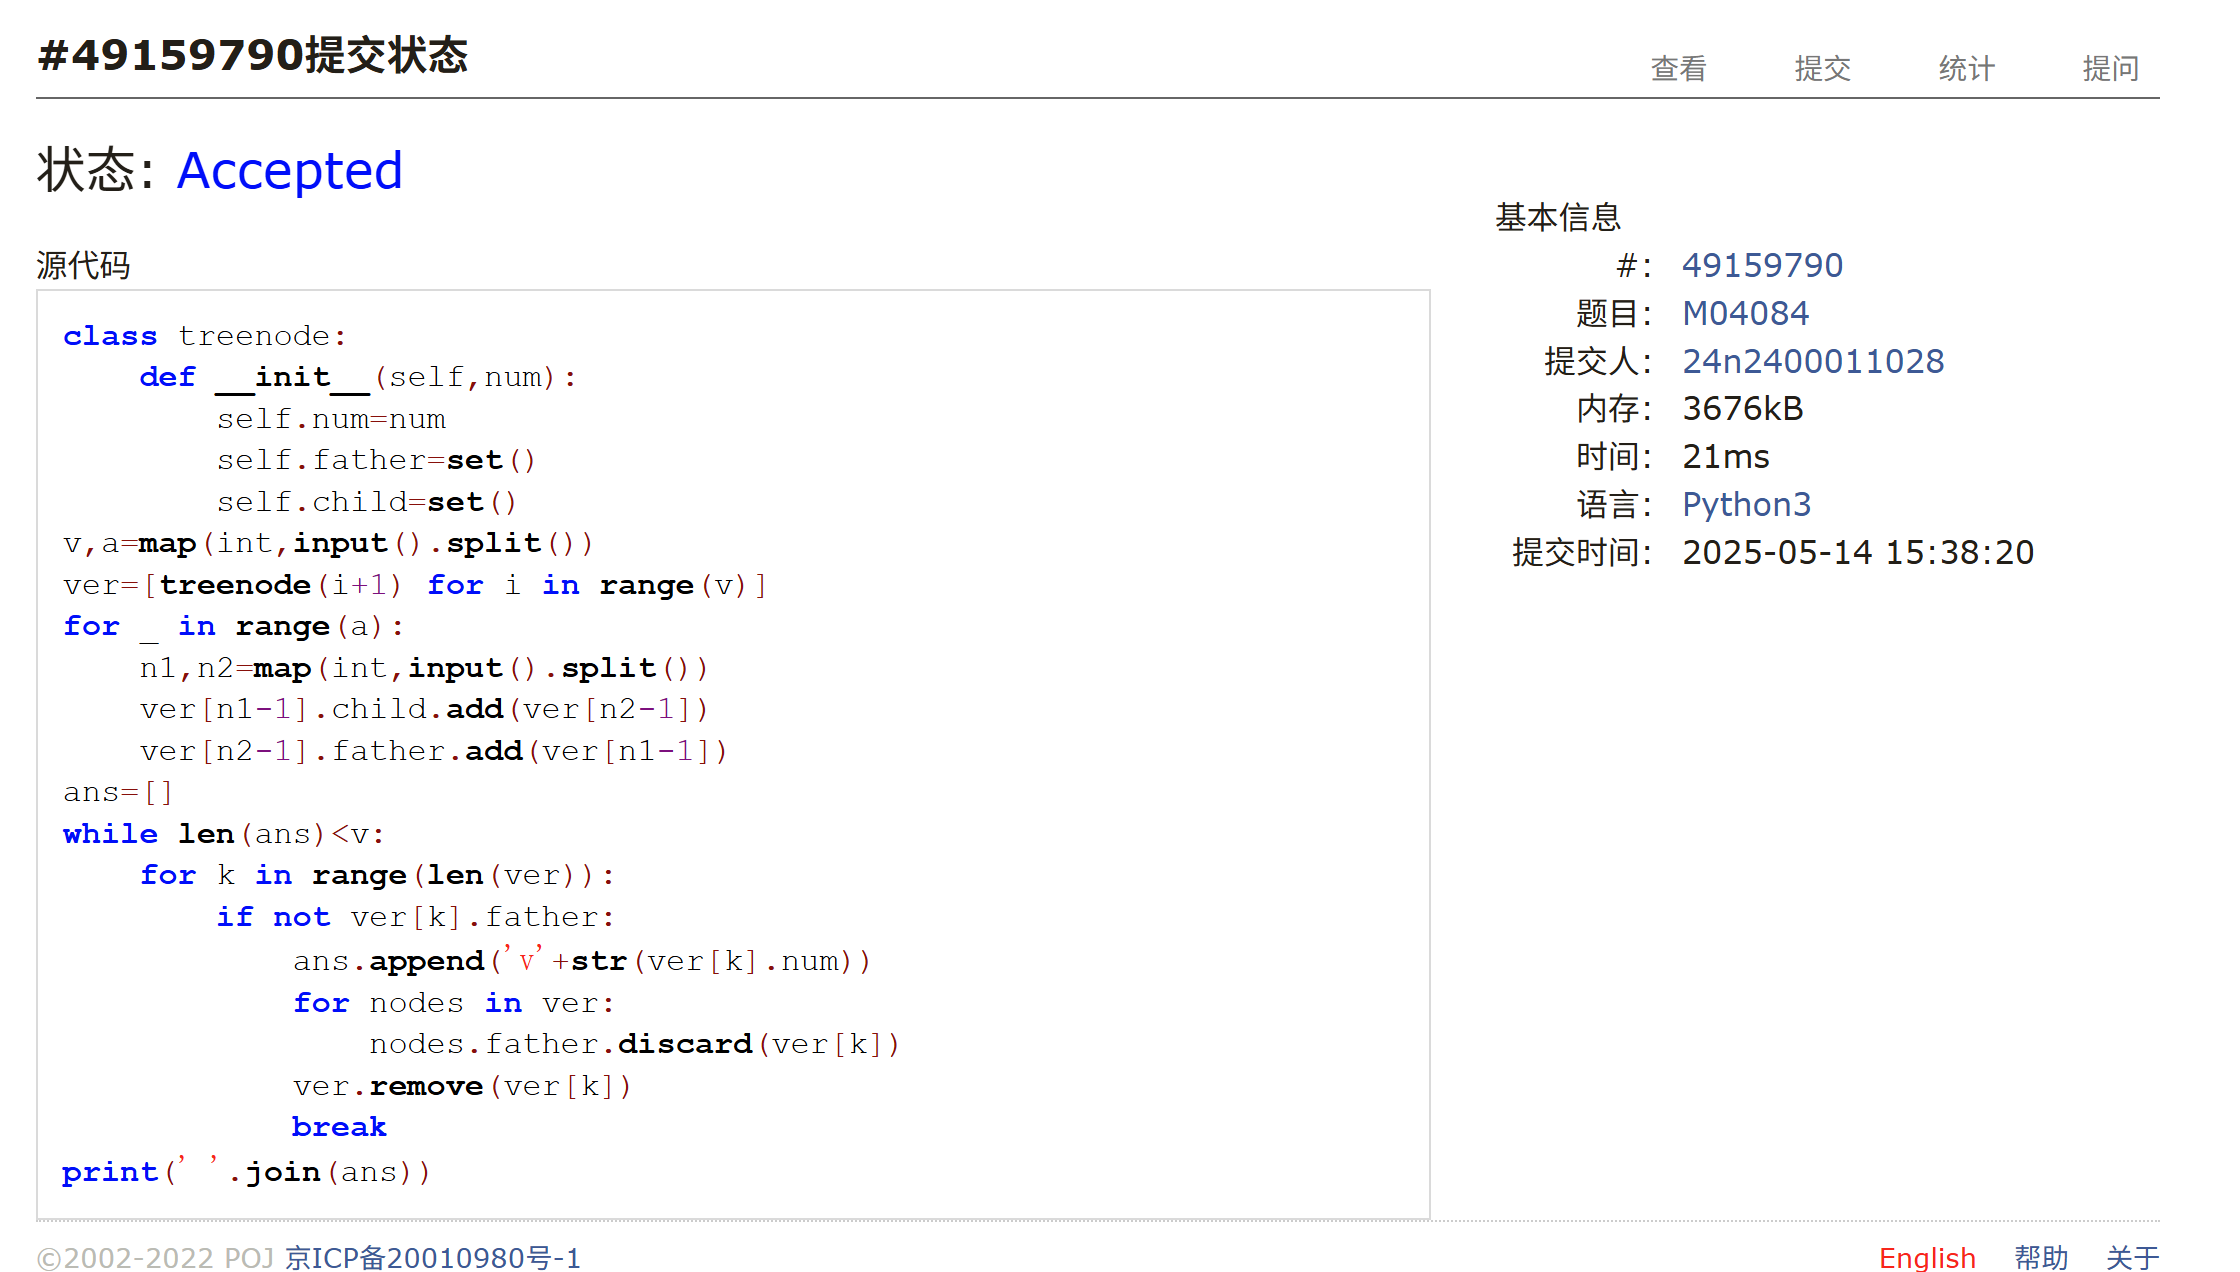 #49159790提交状态
查看 提交 统计 提问
状态: Accepted
源代码
class treenode:
    def __init__(self,num):
        self.num=num
        self.father=set()
        self.child=set()
v,a=map(int,input().split())
ver=[treenode(i+1) for i in range(v)]
for _ in range(a):
    n1,n2=map(int,input().split())
    ver[n1-1].child.add(ver[n2-1])
    ver[n2-1].father.add(ver[n1-1])
ans=[]
while len(ans)<v:
    for k in range(len(ver)):
        if not ver[k].father:
            ans.append('v'+str(ver[k].num))
            for nodes in ver:
                nodes.father.discard(ver[k])
            ver.remove(ver[k])
            break
print(' '.join(ans))
基本信息
#: 49159790
题目: M04084
提交人: 24n2400011028
内存: 3676kB
时间: 21ms
语言: Python3
提交时间: 2025-05-14 15:38:20
©2002-2022 POJ 京ICP备20010980号-1
English 帮助 关于